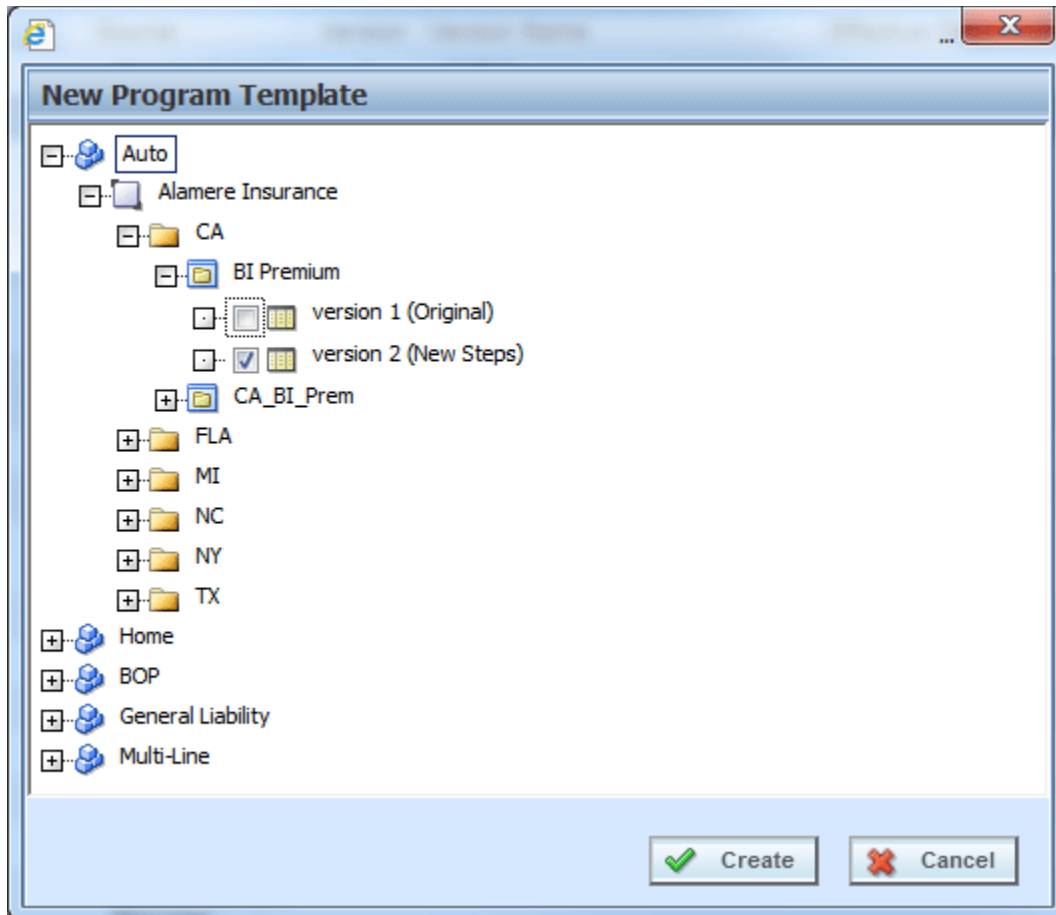 ...
New Program Template
Auto
Alamere Insurance
CA
BI Premium
version 1 (Original)
version 2 (New Steps)
CA_BI_Prem
FLA
MI
NC
NY
TX
Home
BOP
General Liability
Multi-Line
Create Cancel